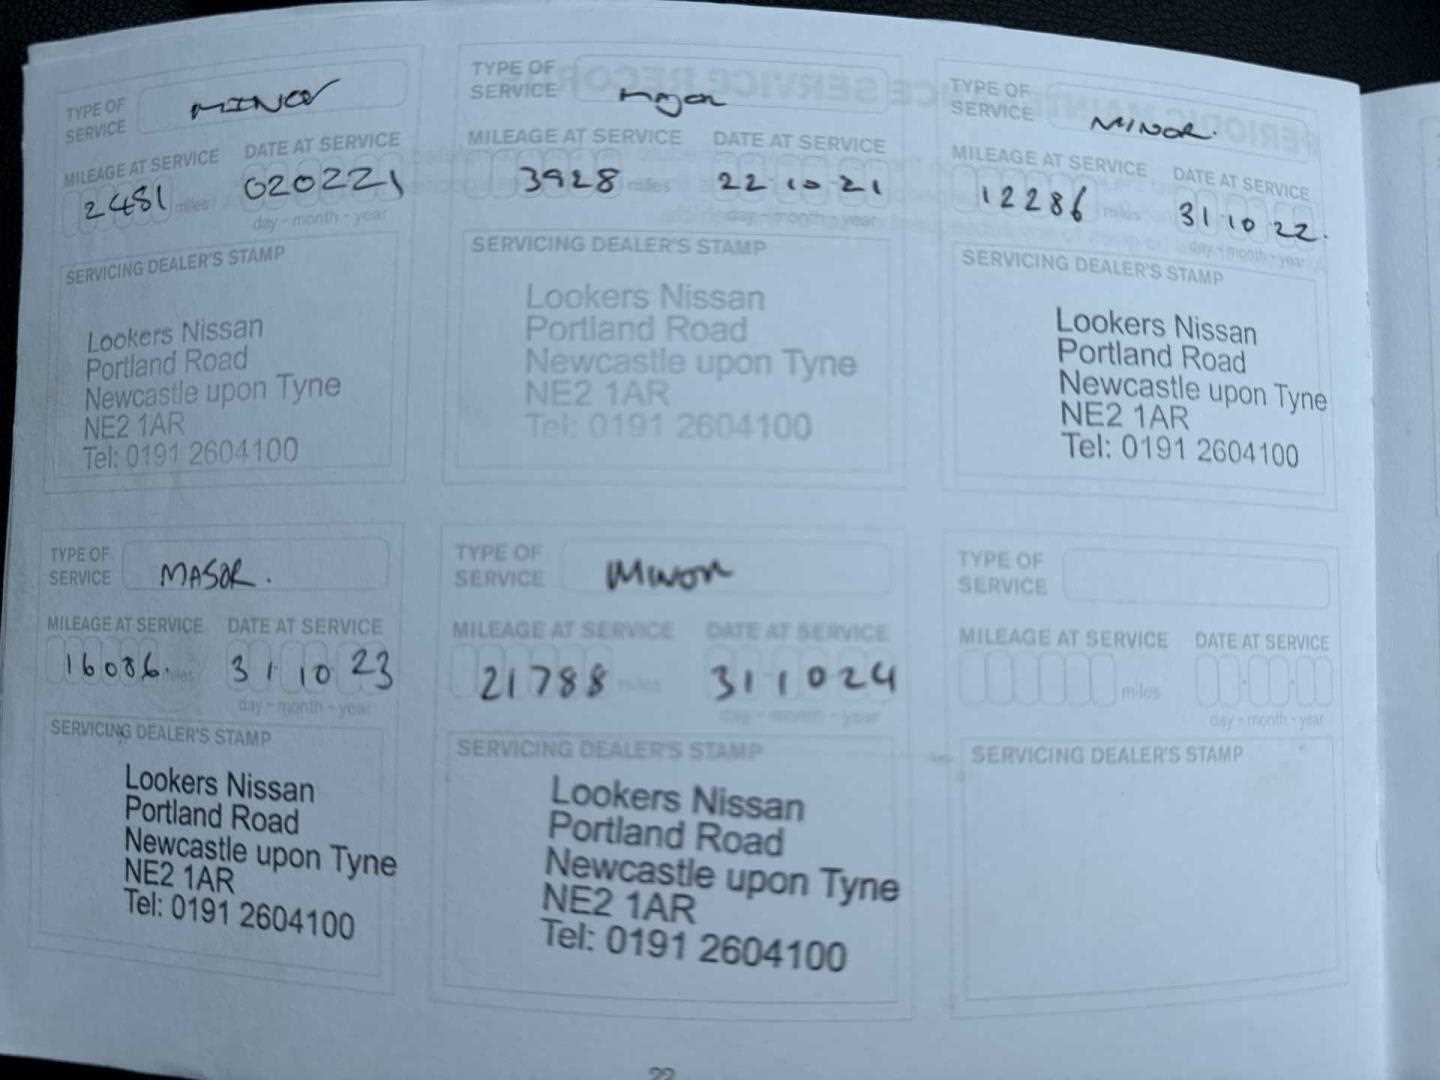 TYPE OF
SERVICE
MINOR
MILEAGE AT SERVICE
DATE AT SERVICE
2481 miles
020221
day - month - year
SERVICING DEALER'S STAMP
Lookers Nissan
Portland Road
Newcastle upon Tyne
NE2 1AR
Tel: 0191 2604100
TYPE OF
SERVICE
major
MILEAGE AT SERVICE
DATE AT SERVICE
3928 miles
22 10 21
day - month - year
SERVICING DEALER'S STAMP
Lookers Nissan
Portland Road
Newcastle upon Tyne
NE2 1AR
Tel: 0191 2604100
TYPE OF
SERVICE
MINOR.
MILEAGE AT SERVICE
DATE AT SERVICE
12286 miles
31 10 22.
day - month - year
SERVICING DEALER'S STAMP
Lookers Nissan
Portland Road
Newcastle upon Tyne
NE2 1AR
Tel: 0191 2604100
TYPE OF
SERVICE
MAJOR.
MILEAGE AT SERVICE
DATE AT SERVICE
16086. miles
31 10 23
day - month - year
SERVICING DEALER'S STAMP
Lookers Nissan
Portland Road
Newcastle upon Tyne
NE2 1AR
Tel: 0191 2604100
TYPE OF
SERVICE
Minor
MILEAGE AT SERVICE
DATE AT SERVICE
21788 miles
31 10 24
day - month - year
SERVICING DEALER'S STAMP
Lookers Nissan
Portland Road
Newcastle upon Tyne
NE2 1AR
Tel: 0191 2604100
TYPE OF
SERVICE
MILEAGE AT SERVICE
DATE AT SERVICE
miles
day - month - year
SERVICING DEALER'S STAMP
22